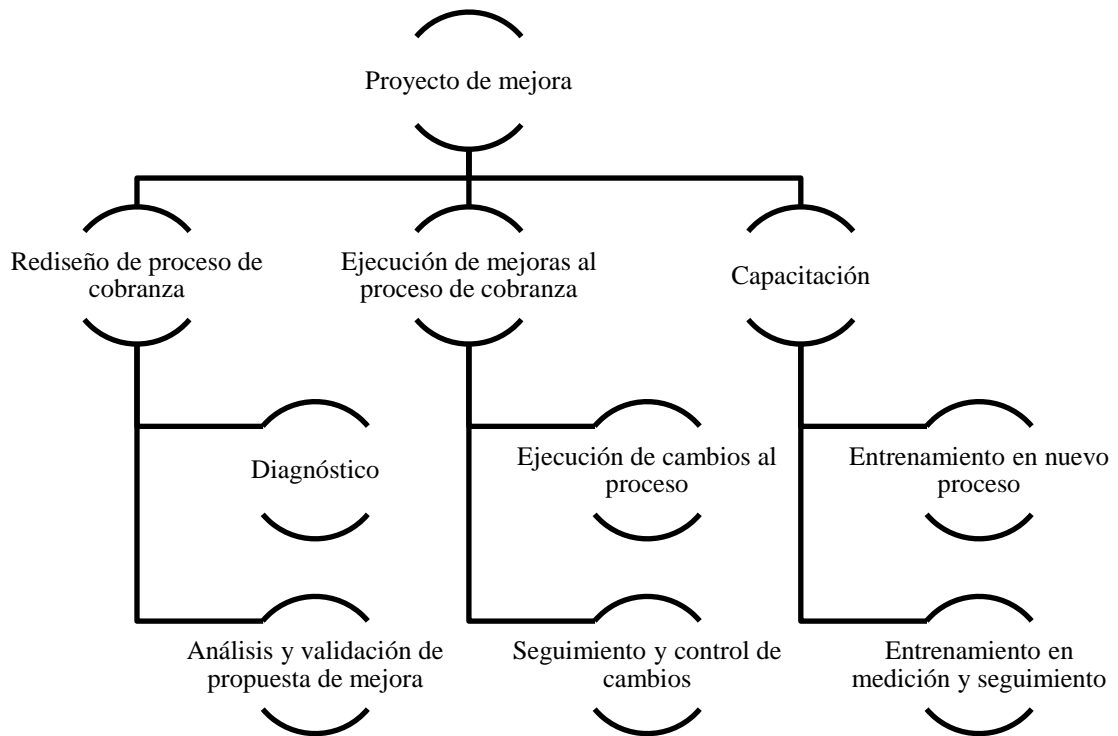 Proyecto de mejora
Rediseño de proceso de
cobranza
Ejecución de mejoras al
proceso de cobranza
Capacitación
Diagnóstico
Ejecución de cambios al
proceso
Entrenamiento en nuevo
proceso
Análisis y validación de
propuesta de mejora
Seguimiento y control de
cambios
Entrenamiento en
medición y seguimiento